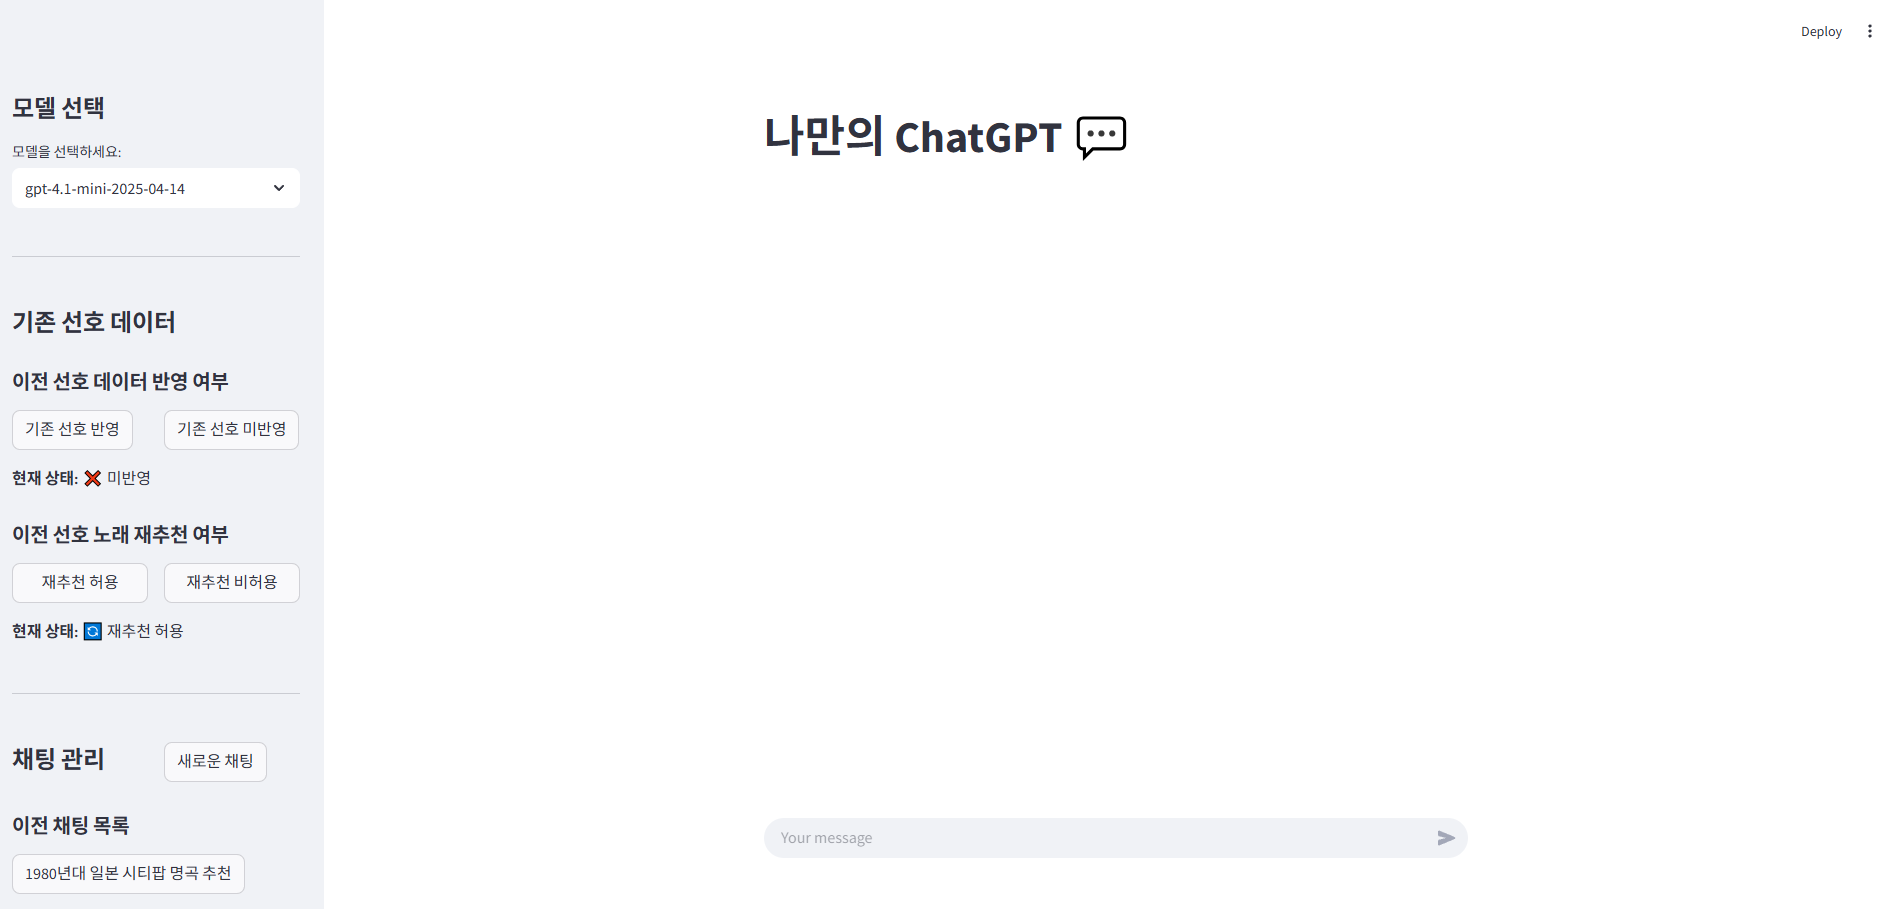 Deploy
모델 선택
모델을 선택하세요:
gpt-4.1-mini-2025-04-14
기존 선호 데이터
이전 선호 데이터 반영 여부
기존 선호 반영
기존 선호 미반영
현재 상태: ❌ 미반영
이전 선호 노래 재추천 여부
재추천 허용
재추천 비허용
현재 상태: 🔄 재추천 허용
채팅 관리
새로운 채팅
이전 채팅 목록
1980년대 일본 시티팝 명곡 추천
나만의 ChatGPT 💬
Your message